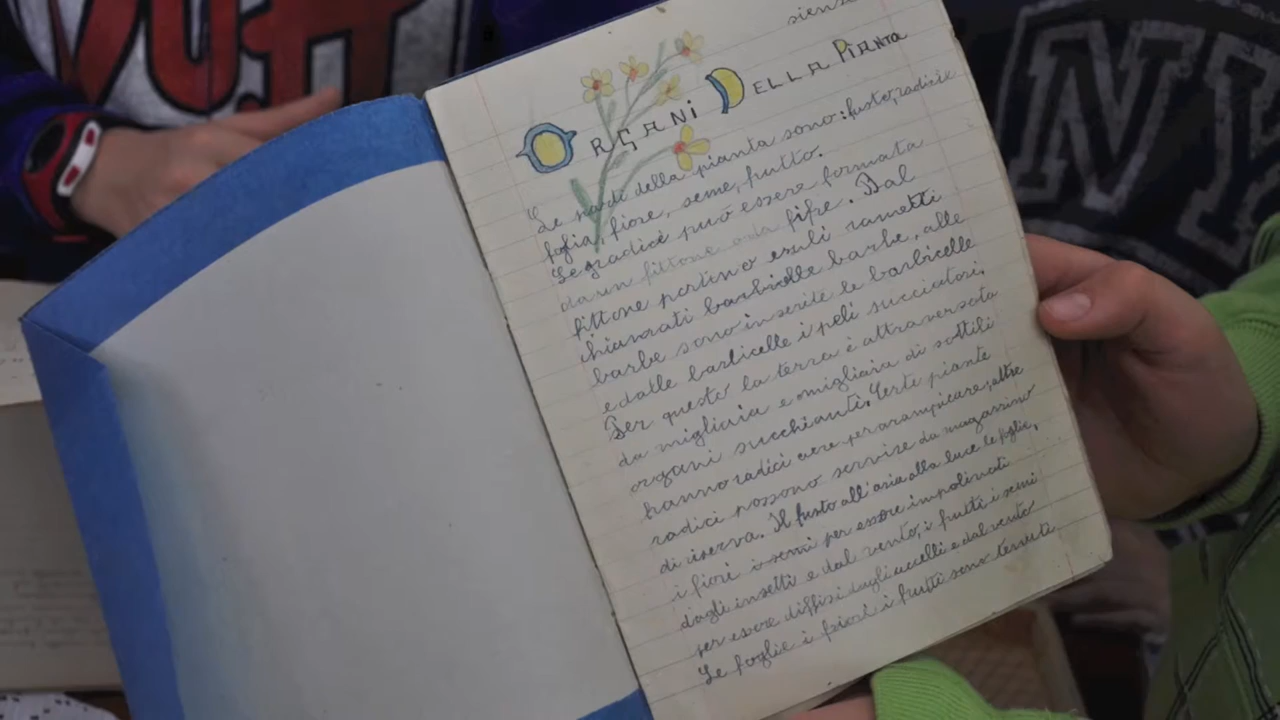 ORGANI DELLA PIANTA
Le parti della pianta sono: fusto, radici
foglia, fiore, seme, frutto.
Le radici può essere formata
da un fittone o da fibre. Dal
fittone partono esuli rametti
chiamati barbe, alle
barbe sono inserite le barbicelle
e dalle barbicelle i peli succiatori.
Per questo la terra è attraversata
da migliaia e migliaia di sottili
organi succhianti. Certe piante
hanno radici aeree per arampicare, altre
radici possono servire da magazzino
di riserva. Il fusto all'aria alla luce le foglie,
i fiori i semi per essere impolinati
dagli insetti e dal vento, i frutti i semi
per essere diffusi dagli uccelli e dal vento
Le foglie i fiori i frutti sono tenuti
NY